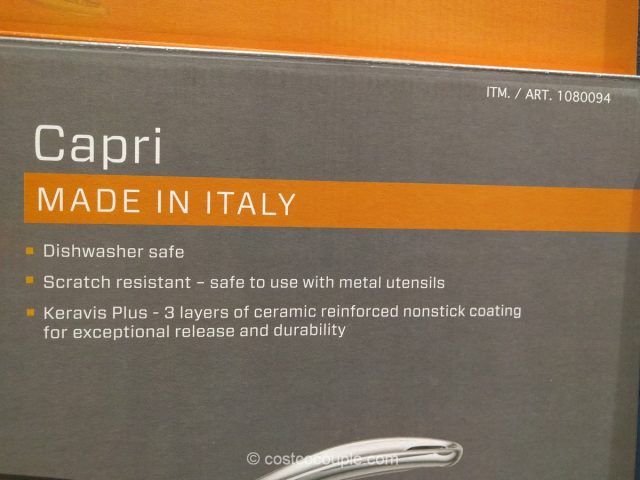 ITM. / ART. 1080094
Capri
MADE IN ITALY
Dishwasher safe
Scratch resistant – safe to use with metal utensils
Keravis Plus - 3 layers of ceramic reinforced nonstick coating
for exceptional release and durability
© costcocouple.com